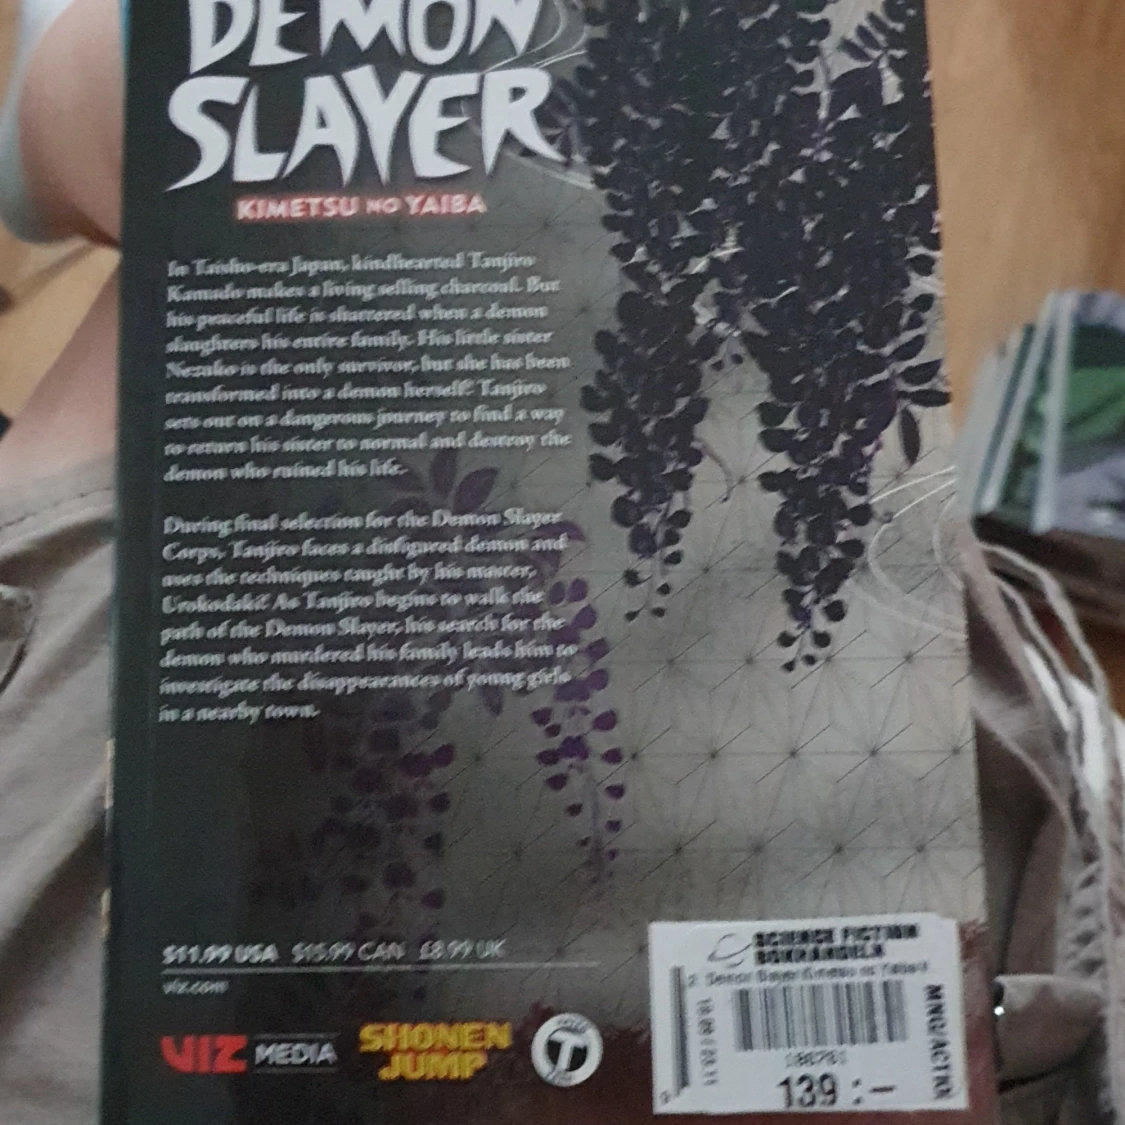 DEMON
SLAYER
KIMETSU NO YAIBA
In Taisho-era Japan, kindhearted Tanjiro
Kamado makes a living selling charcoal. But
his peaceful life is shattered when a demon
slaughters his entire family. His little sister
Nezuko is the only survivor, but she has been
transformed into a demon herself! Tanjiro
sets out on a dangerous journey to find a way
to return his sister to normal and destroy the
demon who ruined his life.
During final selection for the Demon Slayer
Corps, Tanjiro faces a disfigured demon and
uses the techniques taught by his master,
Urokodaki! As Tanjiro begins to walk the
path of the Demon Slayer, his search for the
demon who murdered his family leads him to
investigate the disappearances of young girls
in a nearby town.
$11.99 USA $15.99 CAN £8.99 UK
viz.com
VIZ MEDIA
SHONEN
JUMP
T
SCIENCE FICTION
BOKHANDELN
Demon Slayer Kimetsu no Yaiba
139 :-